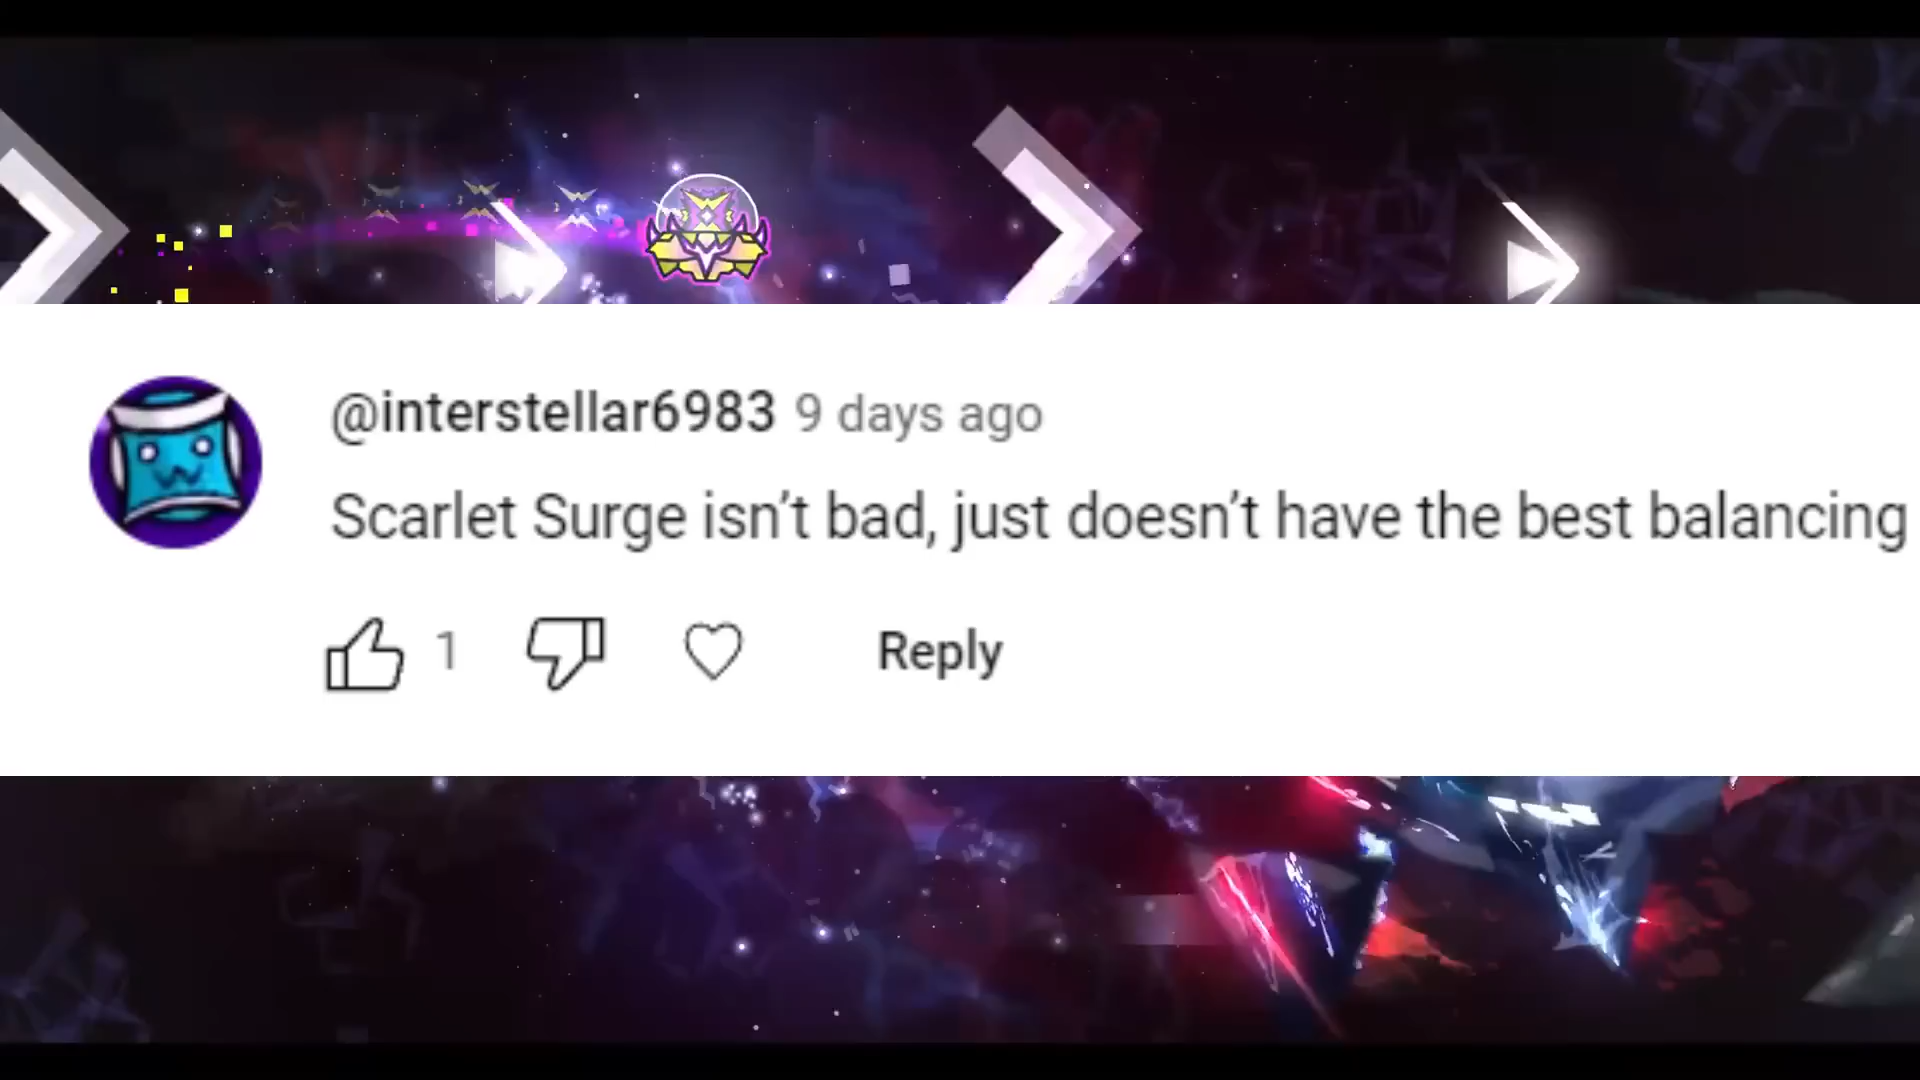 @interstellar6983 9 days ago
Scarlet Surge isn’t bad, just doesn’t have the best balancing
1 Reply